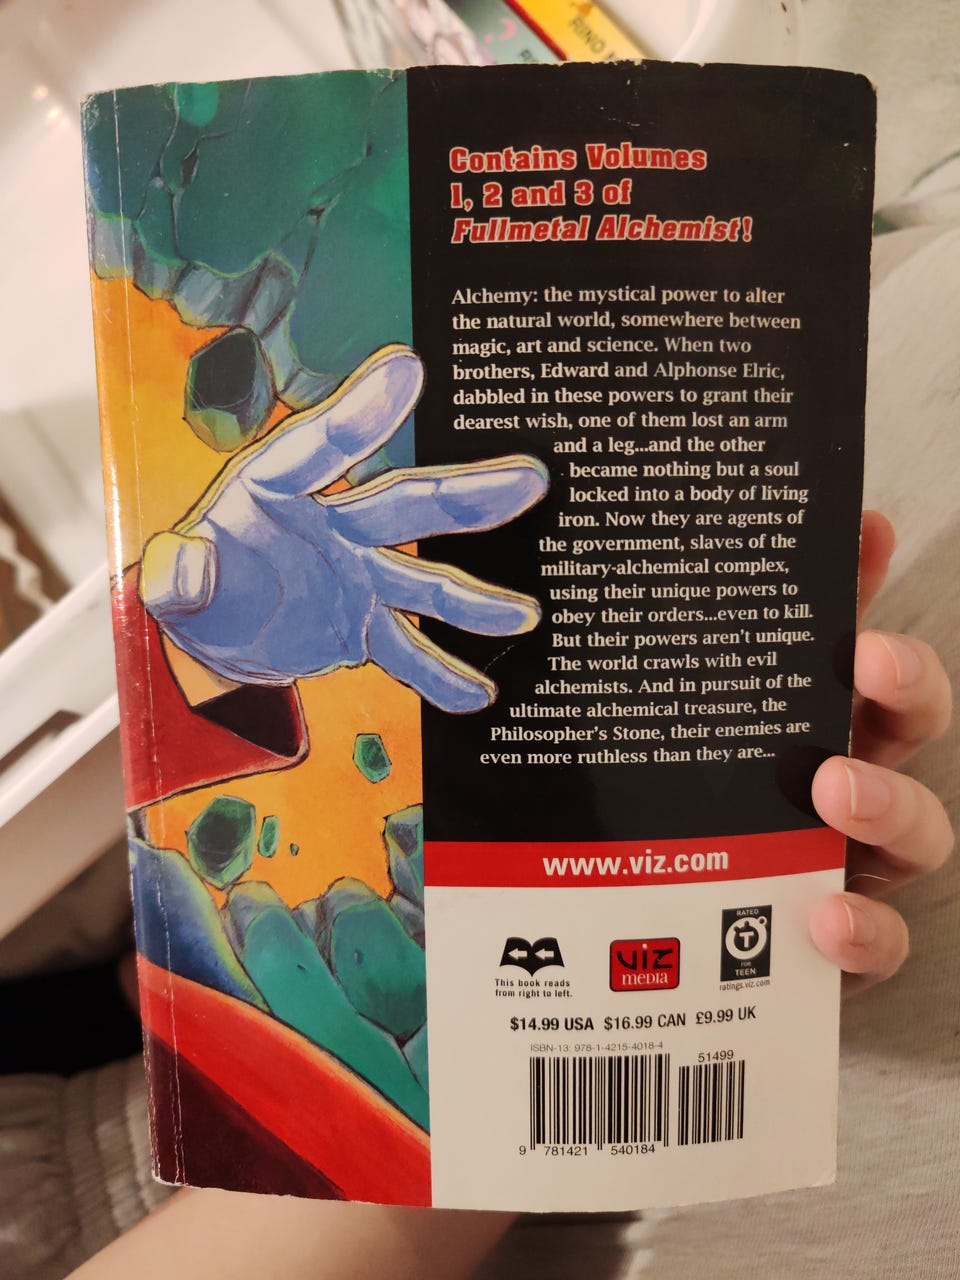 Contains Volumes
1, 2 and 3 of
Fullmetal Alchemist!
Alchemy: the mystical power to alter
the natural world, somewhere between
magic, art and science. When two
brothers, Edward and Alphonse Elric,
dabbled in these powers to grant their
dearest wish, one of them lost an arm
and a leg...and the other
became nothing but a soul
locked into a body of living
iron. Now they are agents of
the government, slaves of the
military-alchemical complex,
using their unique powers to
obey their orders...even to kill.
But their powers aren't unique.
The world crawls with evil
alchemists. And in pursuit of the
ultimate alchemical treasure, the
Philosopher's Stone, their enemies are
even more ruthless than they are...
www.viz.com
This book reads
from right to left.
VIZ
MEDIA
RATED
T
FOR
TEEN
ratings.viz.com
$14.99 USA $16.99 CAN £9.99 UK
ISBN-13: 978-1-4215-4018-4
51499
9 781421 540184